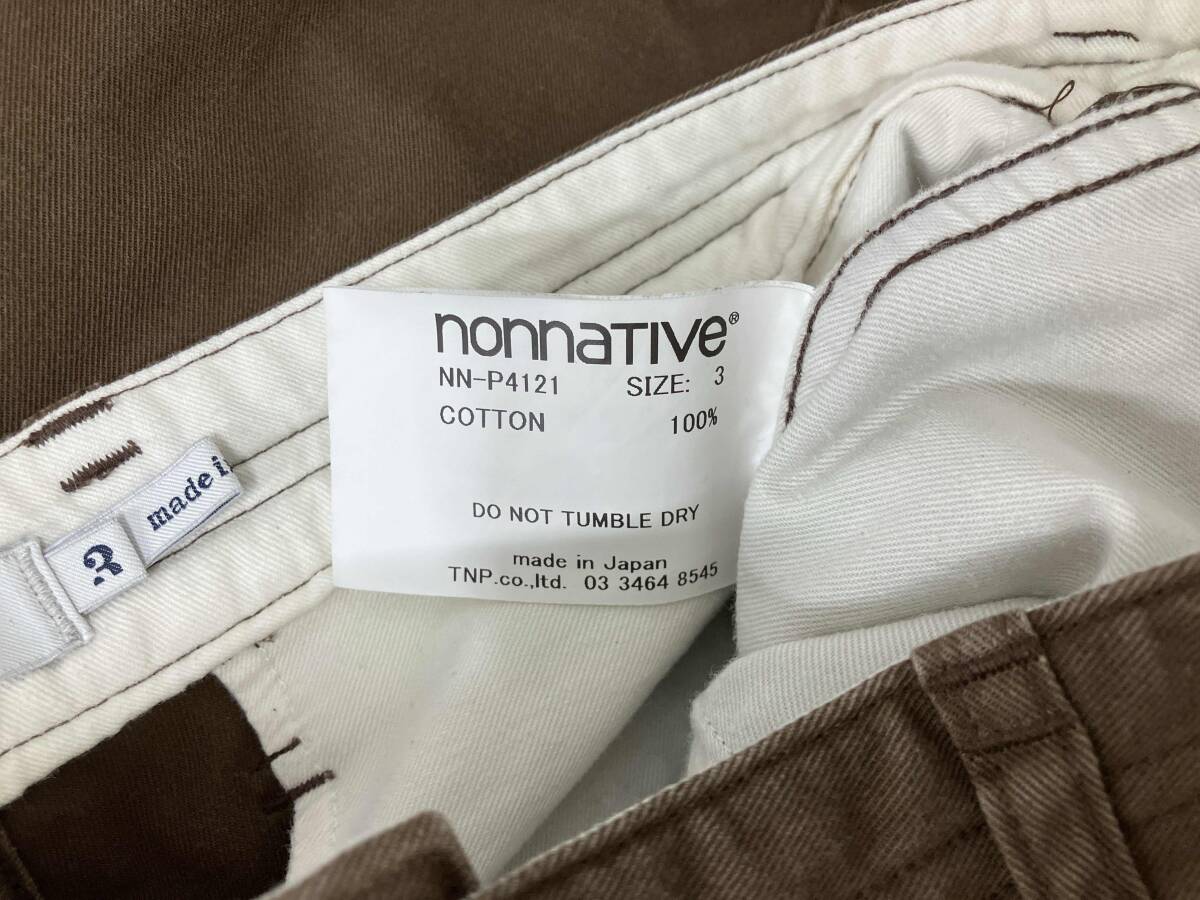 nonnaTIVe®
NN-P4121 SIZE: 3
COTTON 100%
DO NOT TUMBLE DRY
made in Japan
TNP.co.,ltd. 03 3464 8545
made i
3